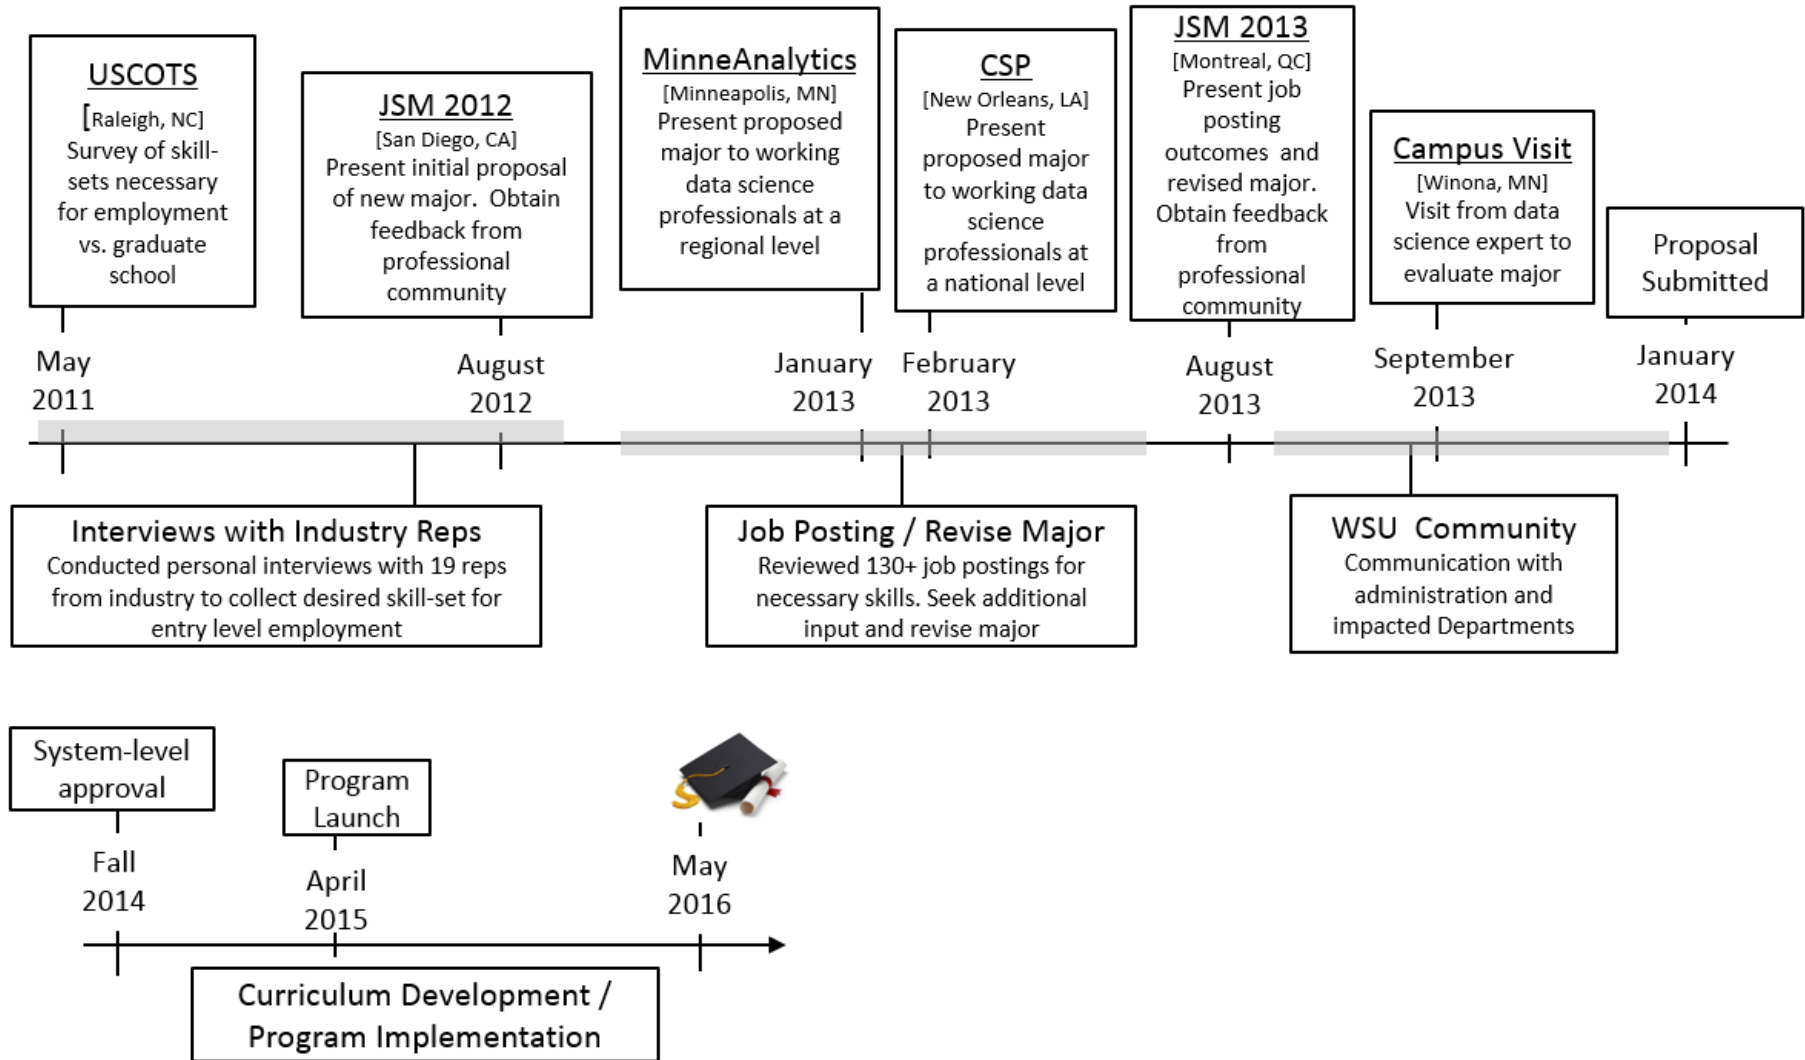 USCOTS
[Raleigh, NC]
Survey of skill-
sets necessary
for employment
vs. graduate
school
JSM 2012
[San Diego, CA]
Present initial proposal
of new major.  Obtain
feedback from
professional
community
MinneAnalytics
[Minneapolis, MN]
Present proposed
major to working
data science
professionals at a
regional level
CSP
[New Orleans, LA]
Present
proposed major
to working data
science
professionals at
a national level
JSM 2013
[Montreal, QC]
Present job
posting
outcomes  and
revised major.
Obtain feedback
from
professional
community
Campus Visit
[Winona, MN]
Visit from data
science expert to
evaluate major
Proposal
Submitted
May
2011
August
2012
January
2013
February
2013
August
2013
September
2013
January
2014
Interviews with Industry Reps
Conducted personal interviews with 19 reps
from industry to collect desired skill-set for
entry level employment
Job Posting / Revise Major
Reviewed 130+ job postings for
necessary skills. Seek additional
input and revise major
WSU  Community
Communication with
administration and
impacted Departments
System-level
approval
Program
Launch
Fall
2014
April
2015
May
2016
Curriculum Development /
Program Implementation